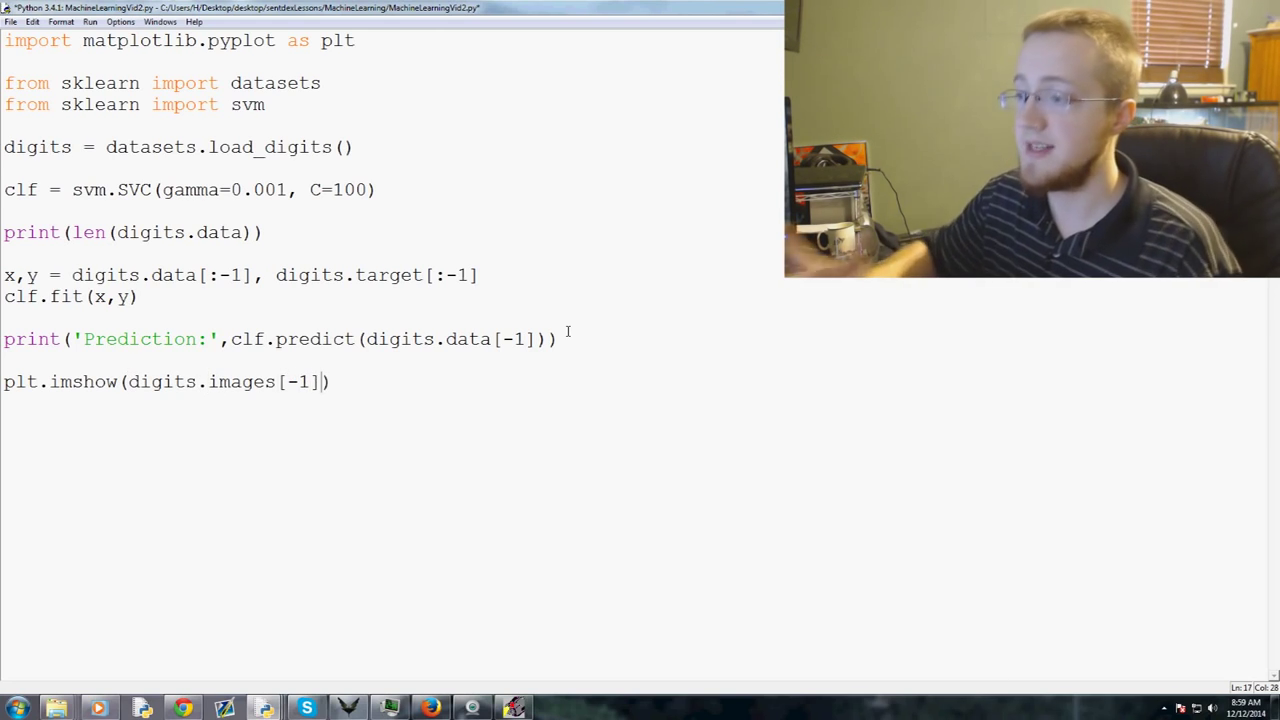 *Python 3.4.1: MachineLearningVid2.py - C:/Users/H/Desktop/desktop/sentdexLessons/MachineLearning/MachineLearningVid2.py*
File Edit Format Run Options Windows Help
import matplotlib.pyplot as plt
from sklearn import datasets
from sklearn import svm
digits = datasets.load_digits()
clf = svm.SVC(gamma=0.001, C=100)
print(len(digits.data))
x,y = digits.data[:-1], digits.target[:-1]
clf.fit(x,y)
print('Prediction:',clf.predict(digits.data[-1]))
plt.imshow(digits.images[-1])
Ln: 17 Col: 28
8:59 AM
12/12/2014